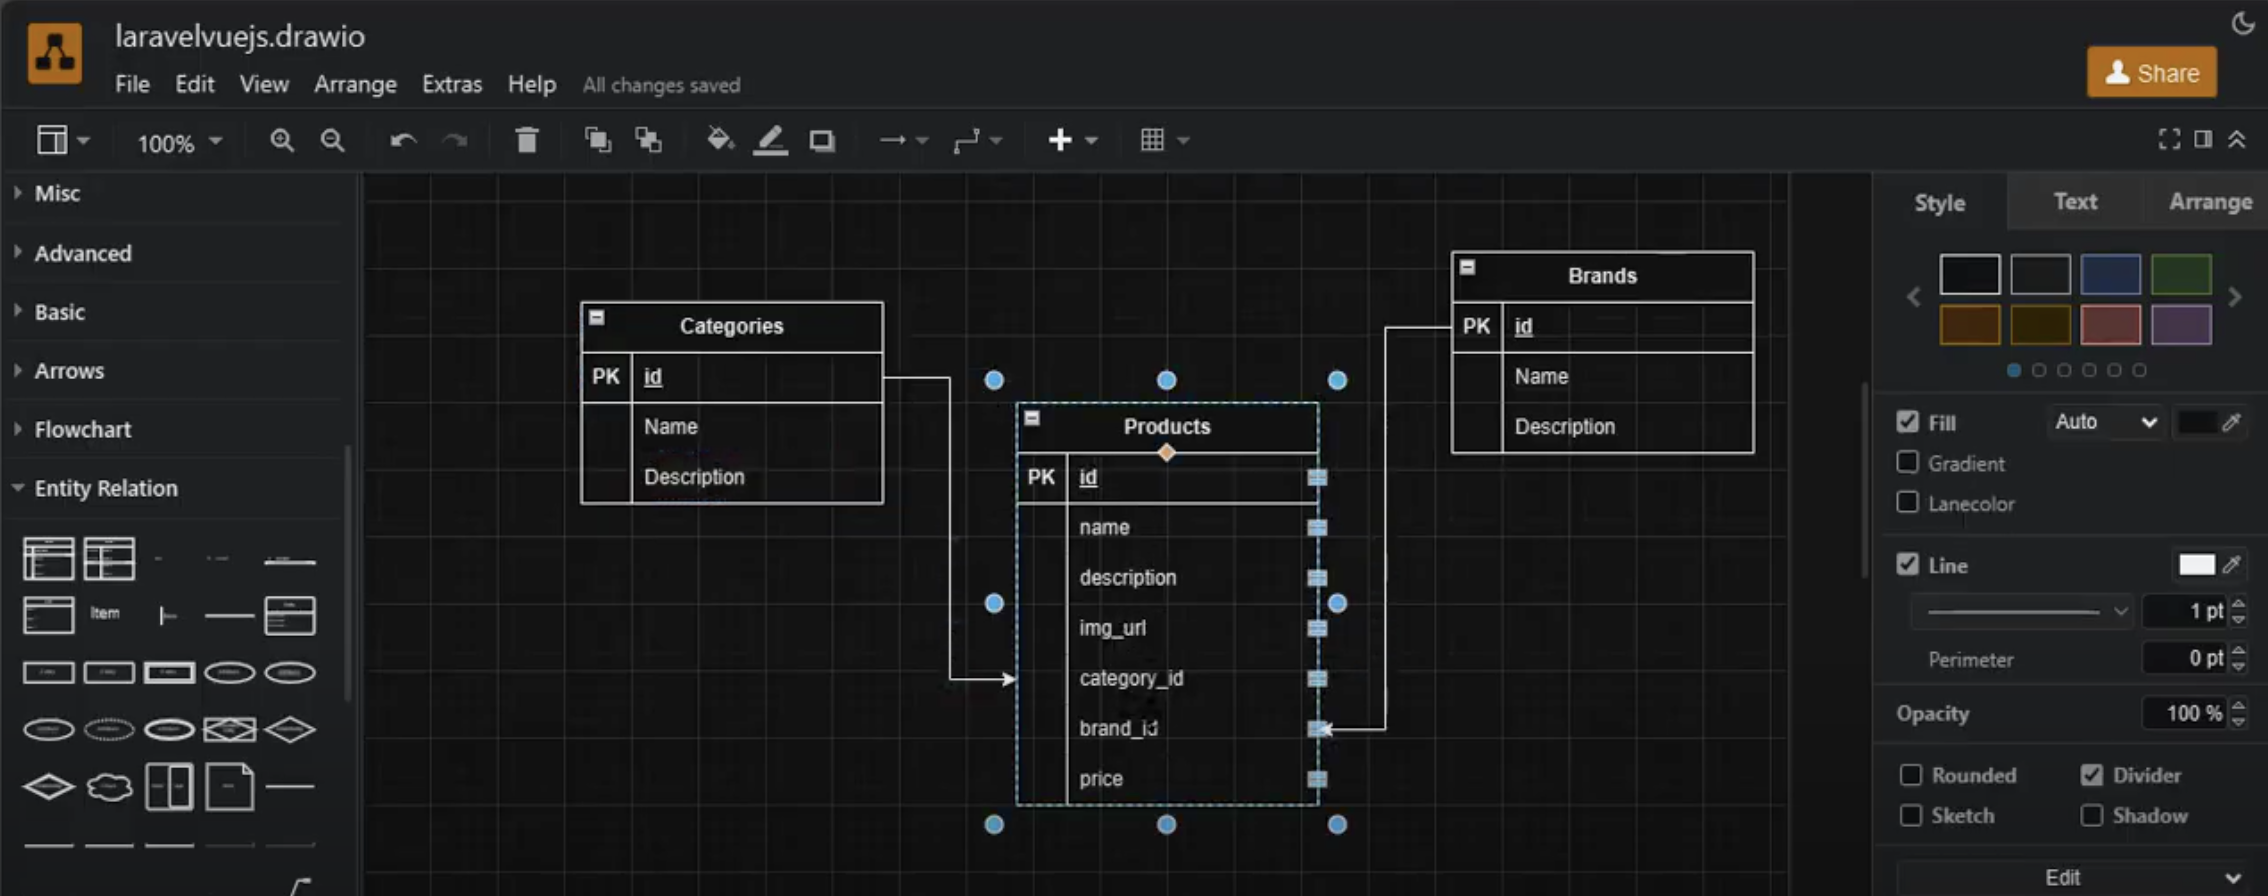 laravelvuejs.drawio
File Edit View Arrange Extras Help All changes saved
Share
100%
Misc
Advanced
Basic
Arrows
Flowchart
Entity Relation
Item
Categories
PK id
Name
Description
Products
PK id
name
description
img_url
category_id
brand_id
price
Brands
PK id
Name
Description
Style Text Arrange
Fill Auto
Gradient
Lanecolor
Line
1 pt
Perimeter 0 pt
Opacity 100 %
Rounded Divider
Sketch Shadow
Edit